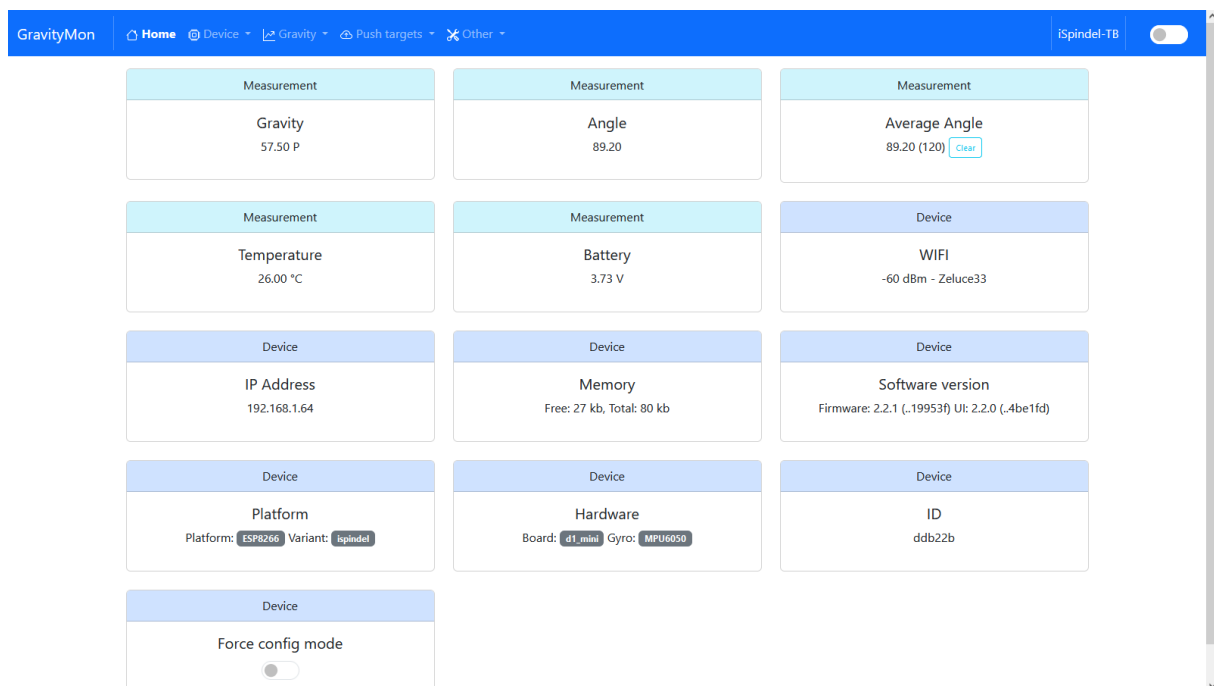 GravityMon Home Device Gravity Push targets Other iSpindel-TB
Measurement Measurement Measurement
Gravity Angle Average Angle
57.50 P 89.20 89.20 (120) Clear
Measurement Measurement Device
Temperature Battery WIFI
26.00 °C 3.73 V -60 dBm - Zeluce33
Device Device Device
IP Address Memory Software version
192.168.1.64 Free: 27 kb, Total: 80 kb Firmware: 2.2.1 (..19953f) UI: 2.2.0 (..4be1fd)
Device Device Device
Platform Hardware ID
Platform: ESP8266 Variant: ispindel Board: d1_mini Gyro: MPU6050 ddb22b
Device
Force config mode